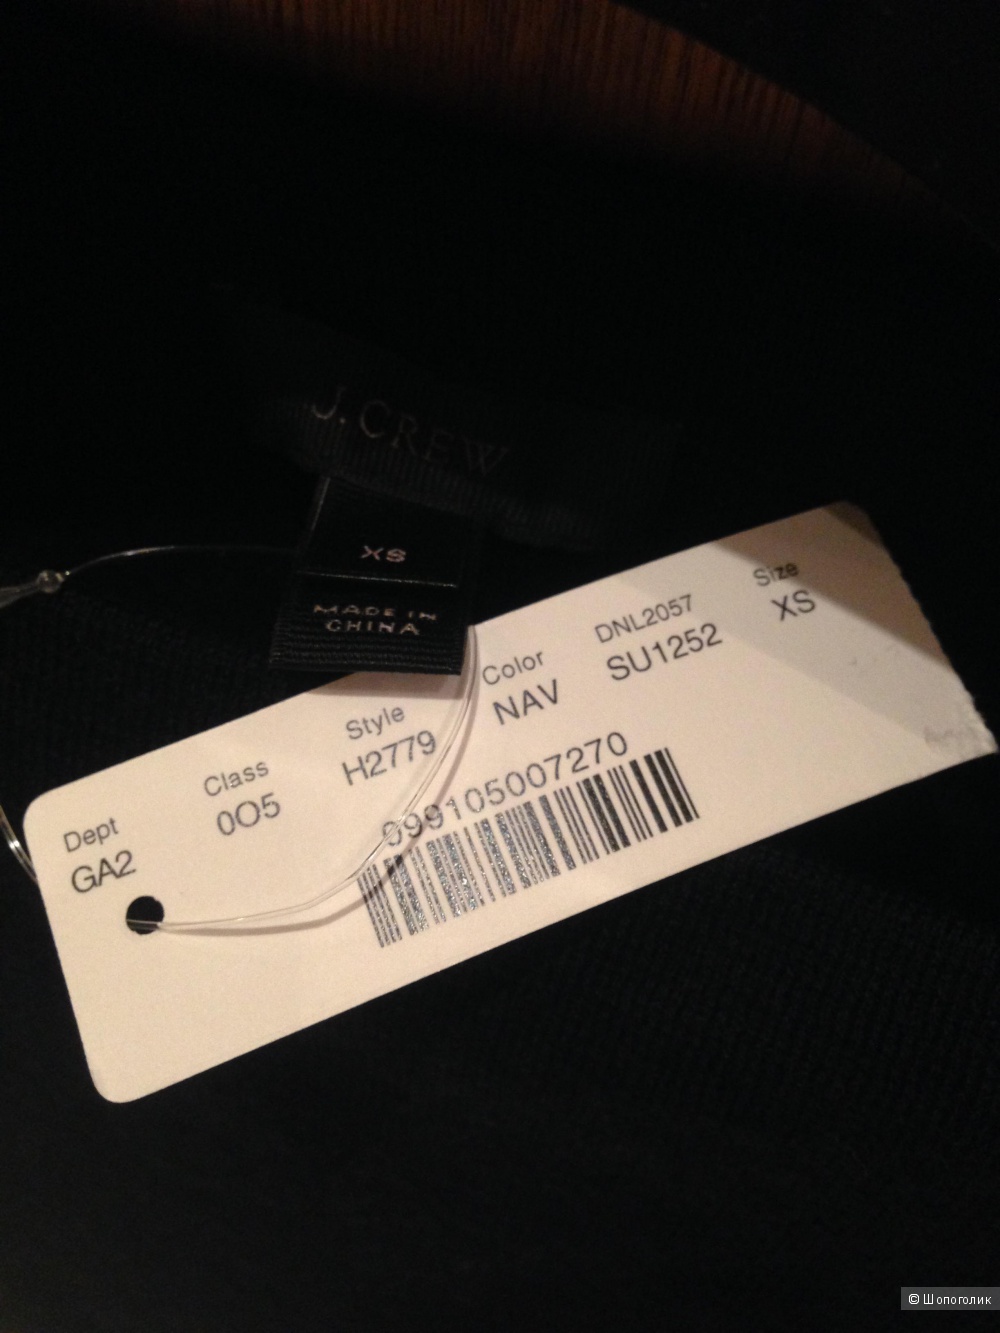 J.CREW
XS
MADE IN
CHINA
Dept
GA2
Class
0O5
Style
H2779
Color
NAV
DNL2057
SU1252
Size
XS
099105007270
© Шопоголик